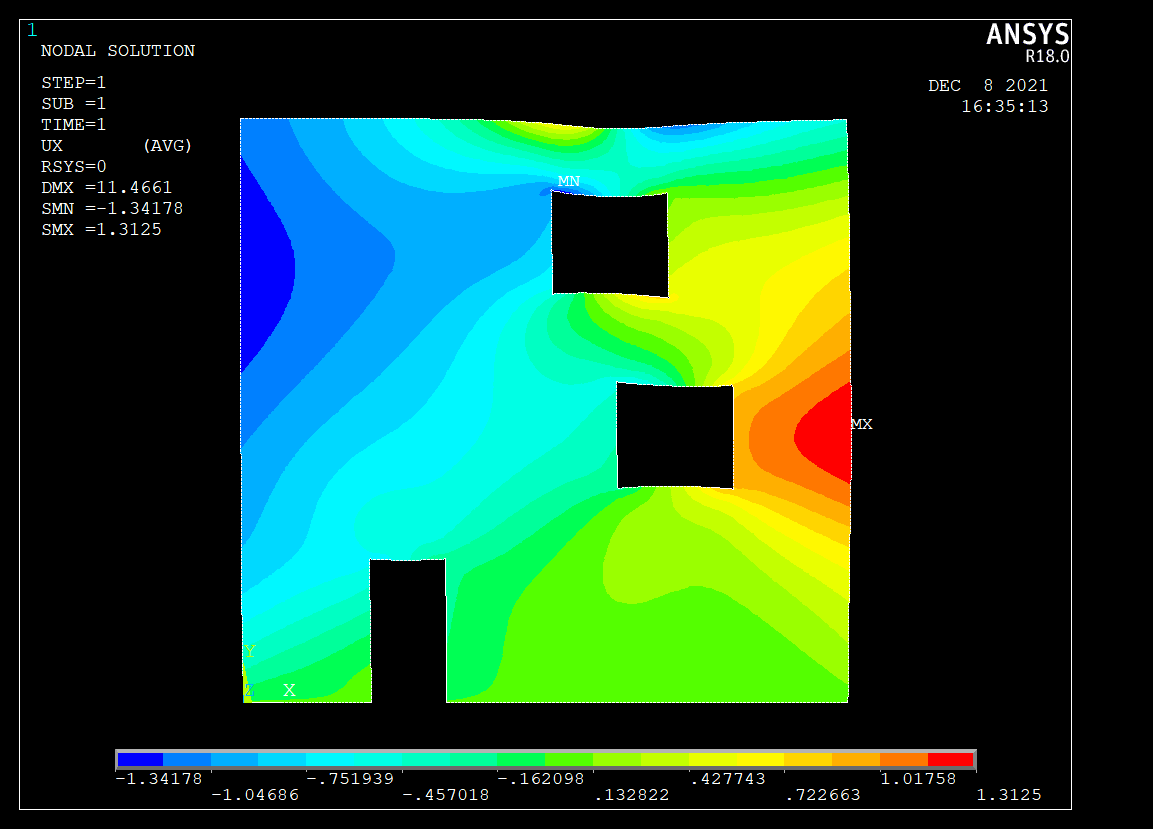 1
ANSYS
R18.0
NODAL SOLUTION
STEP=1
SUB =1
TIME=1
UX (AVG)
RSYS=0
DMX =11.4661
SMN =-1.34178
SMX =1.3125
DEC 8 2021
16:35:13
MN
MX
Y
Z X
-1.34178 -.751939 -.162098 .427743 1.01758
-1.04686 -.457018 .132822 .722663 1.3125